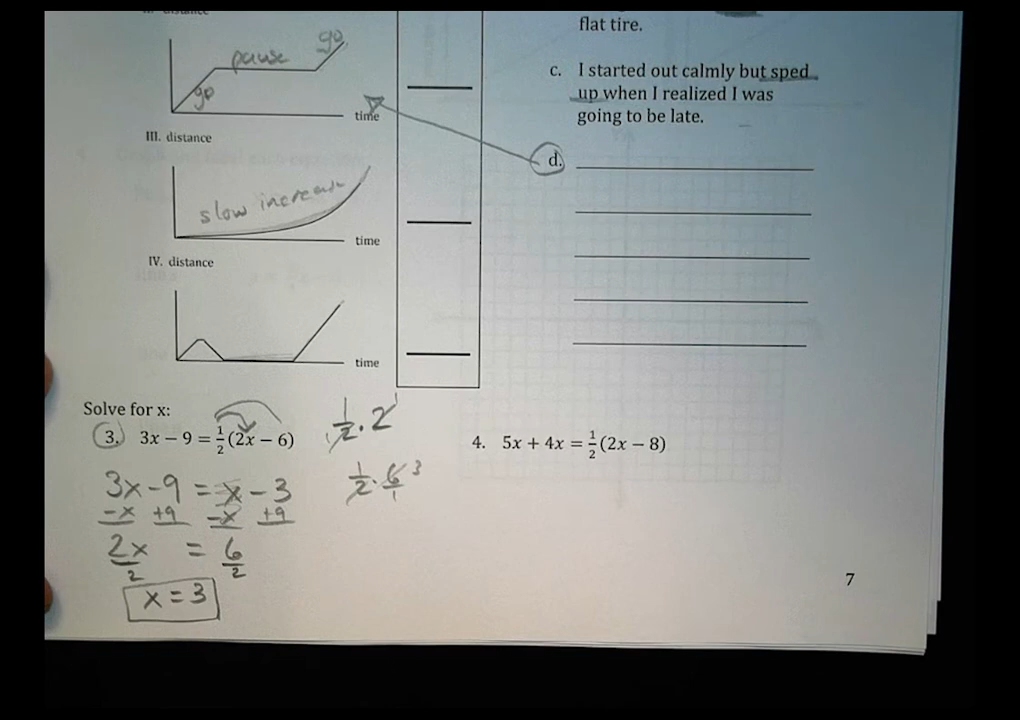 flat tire.
go
pause
go
time
c. I started out calmly but sped
up when I realized I was
going to be late.
III. distance
d.
slow increase
time
IV. distance
time
Solve for x:
3. 3x − 9 = 1/2(2x − 6)
1/2 · 2 1
4. 5x + 4x = 1/2(2x − 8)
3x-9 = x-3
-x +9 -x +9
1/2 · 6/1 3
2x/2 = 6/2
x = 3
7